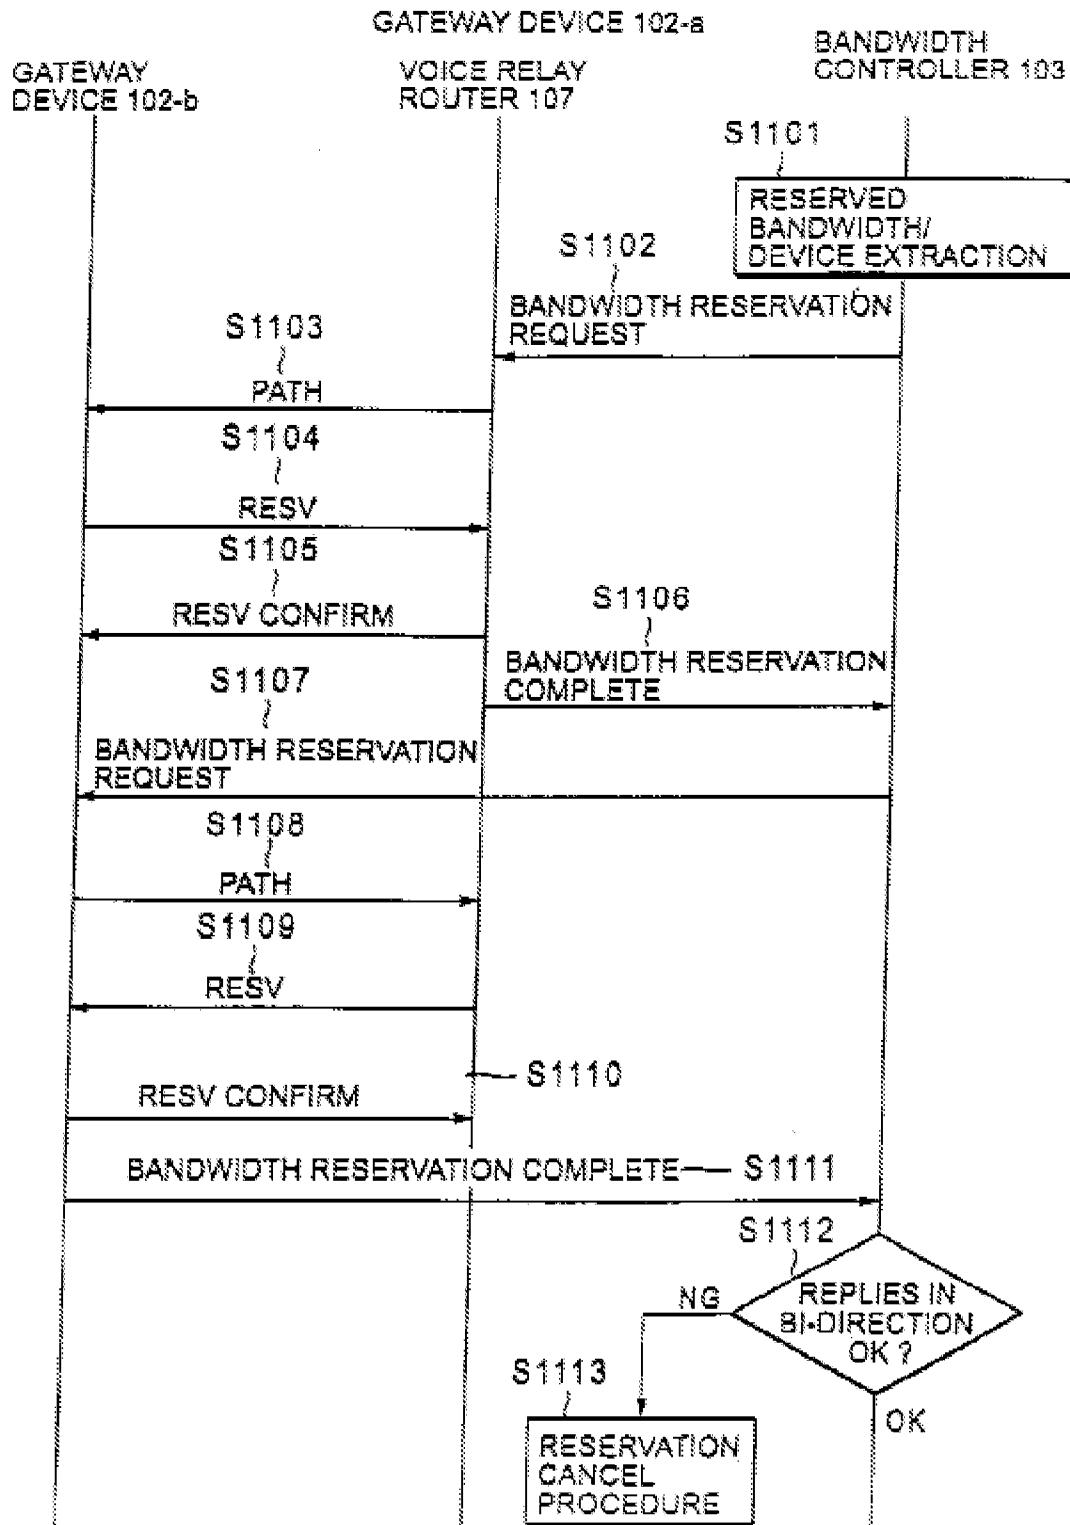 GATEWAY DEVICE 102-a
GATEWAY
DEVICE 102-b
VOICE RELAY
ROUTER 107
BANDWIDTH
CONTROLLER 103
S1101
RESERVED
BANDWIDTH/
DEVICE EXTRACTION
S1102
BANDWIDTH RESERVATION
REQUEST
S1103
PATH
S1104
RESV
S1105
RESV CONFIRM
S1106
BANDWIDTH RESERVATION
COMPLETE
S1107
BANDWIDTH RESERVATION
REQUEST
S1108
PATH
S1109
RESV
S1110
RESV CONFIRM
BANDWIDTH RESERVATION COMPLETE
S1111
S1112
REPLIES IN
BI-DIRECTION
OK ?
NG
OK
S1113
RESERVATION
CANCEL
PROCEDURE